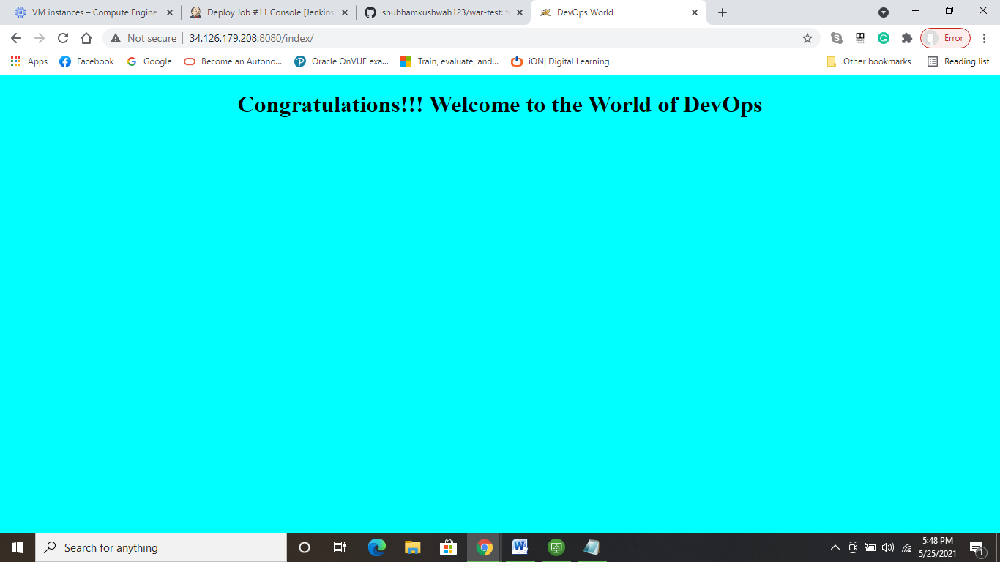 VM instances – Compute Engine
Deploy Job #11 Console [Jenkins
shubhamkushwah123/war-test: t
DevOps World
Not secure
34.126.179.208:8080/index/
Error
Apps
Facebook
Google
Become an Autono...
Oracle OnVUE exa...
Train, evaluate, and...
iON| Digital Learning
Other bookmarks
Reading list
Congratulations!!! Welcome to the World of DevOps
Search for anything
5:48 PM
5/25/2021
1